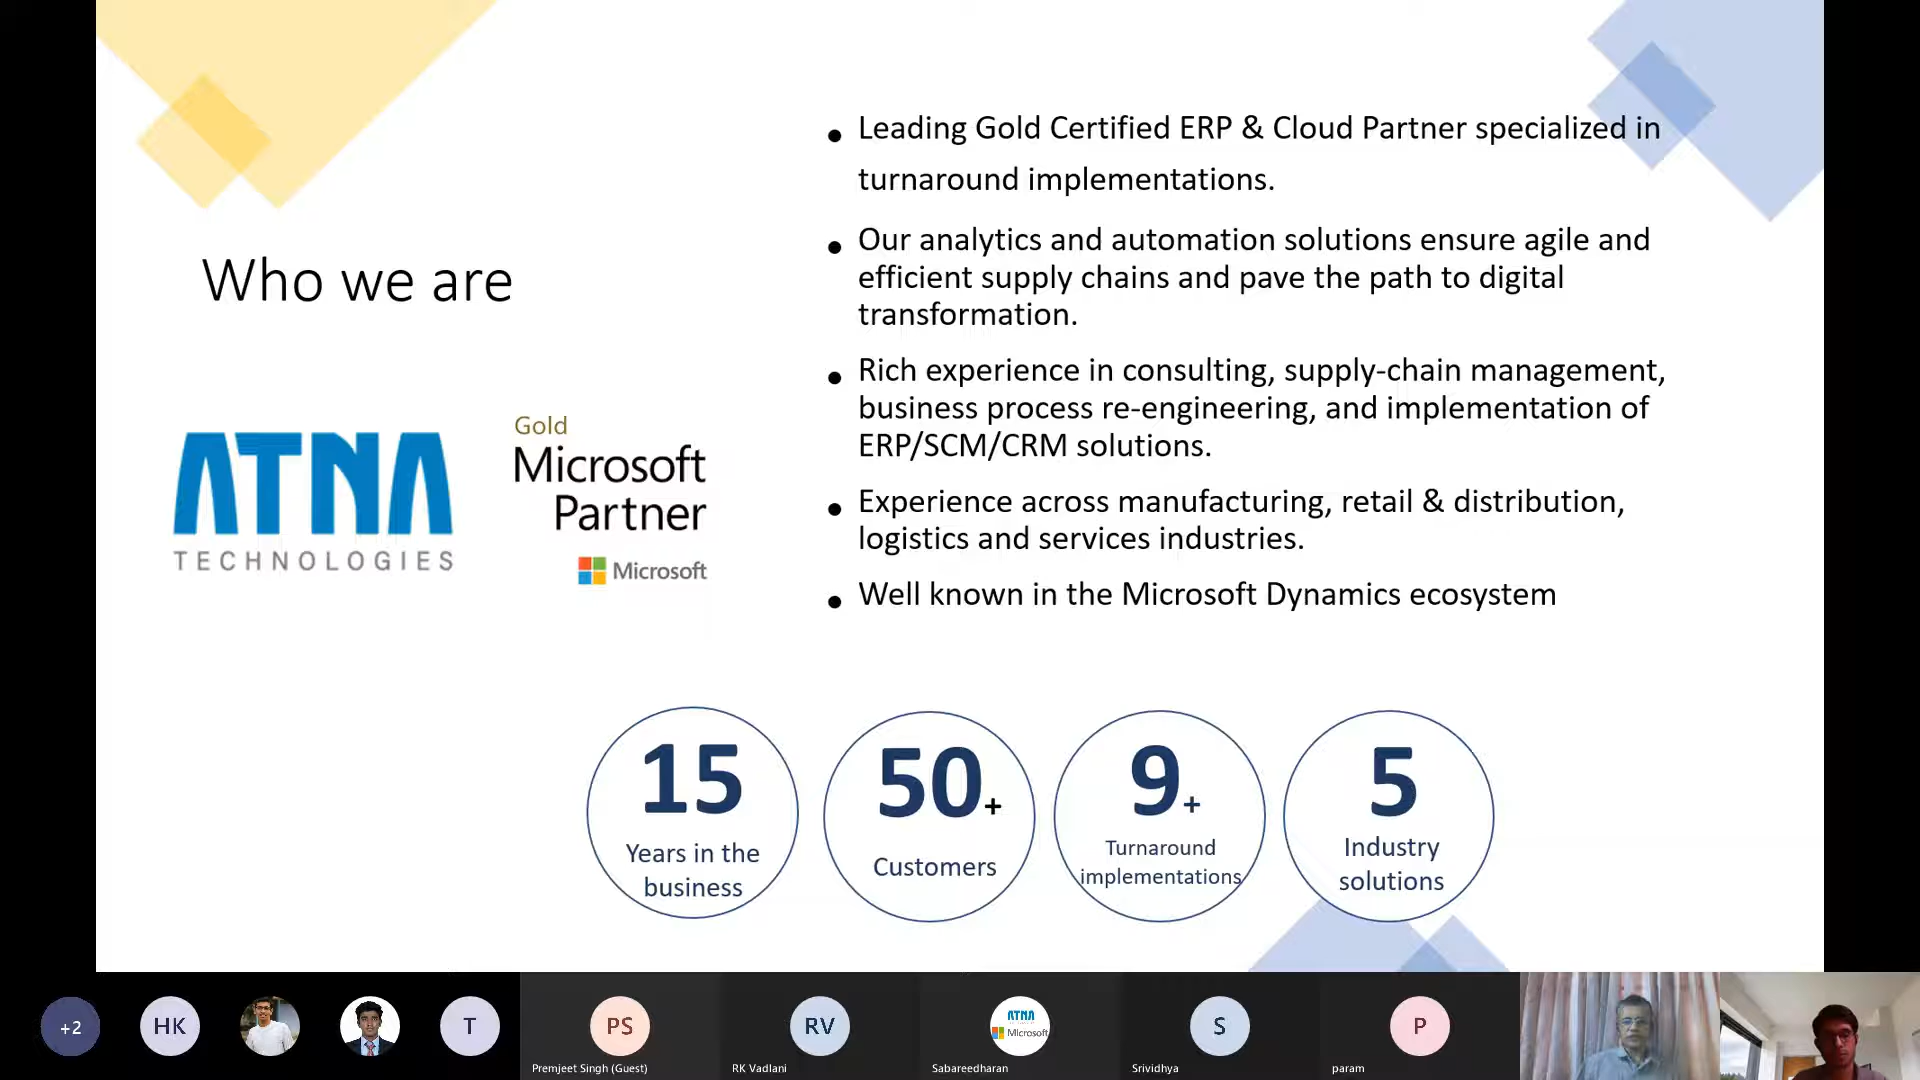 Who we are
ATNA
TECHNOLOGIES
Gold
Microsoft
Partner
Microsoft
• Leading Gold Certified ERP & Cloud Partner specialized in
turnaround implementations.
• Our analytics and automation solutions ensure agile and
efficient supply chains and pave the path to digital
transformation.
• Rich experience in consulting, supply-chain management,
business process re-engineering, and implementation of
ERP/SCM/CRM solutions.
• Experience across manufacturing, retail & distribution,
logistics and services industries.
• Well known in the Microsoft Dynamics ecosystem
15
Years in the
business
50+
Customers
9+
Turnaround
implementations
5
Industry
solutions
+2
HK
T
PS
Premjeet Singh (Guest)
RV
RK Vadlani
ATNA
Microsoft
Sabareedharan
S
Srividhya
P
param